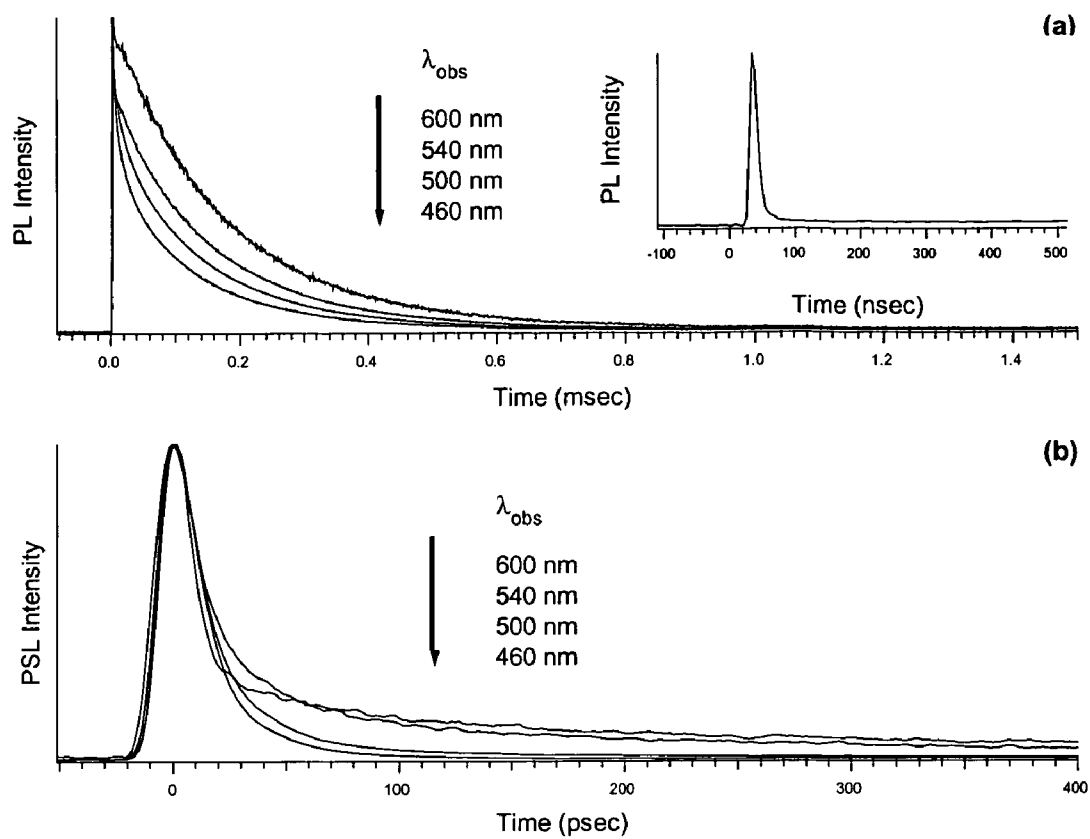 (a)
PL Intensity
λobs
600 nm
540 nm
500 nm
460 nm
PL Intensity
-100 0 100 200 300 400 500
Time (nsec)
0.0 0.2 0.4 0.6 0.8 1.0 1.2 1.4
Time (msec)
(b)
PSL Intensity
λobs
600 nm
540 nm
500 nm
460 nm
0 100 200 300 400
Time (psec)